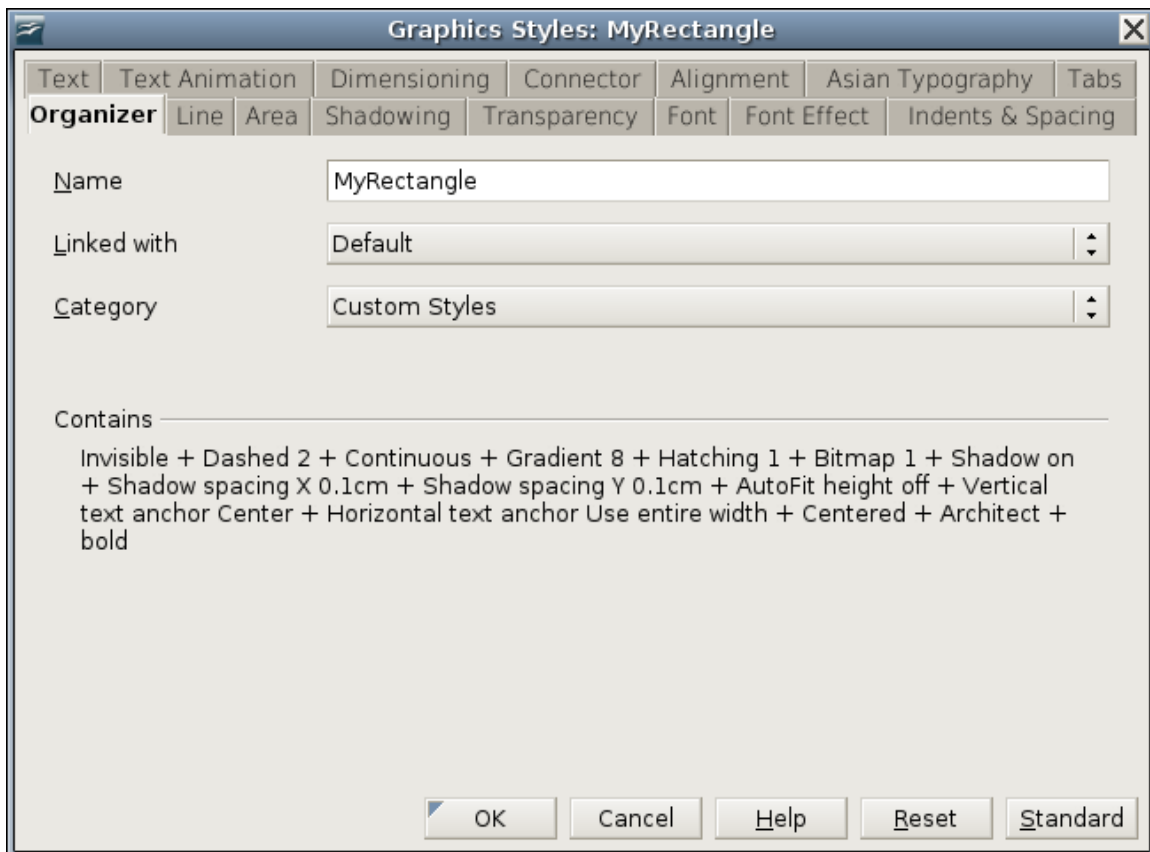 Graphics Styles: MyRectangle
Text Text Animation Dimensioning Connector Alignment Asian Typography Tabs
Organizer Line Area Shadowing Transparency Font Font Effect Indents & Spacing
Name MyRectangle
Linked with Default
Category Custom Styles
Contains
Invisible + Dashed 2 + Continuous + Gradient 8 + Hatching 1 + Bitmap 1 + Shadow on
+ Shadow spacing X 0.1cm + Shadow spacing Y 0.1cm + AutoFit height off + Vertical
text anchor Center + Horizontal text anchor Use entire width + Centered + Architect +
bold
OK Cancel Help Reset Standard